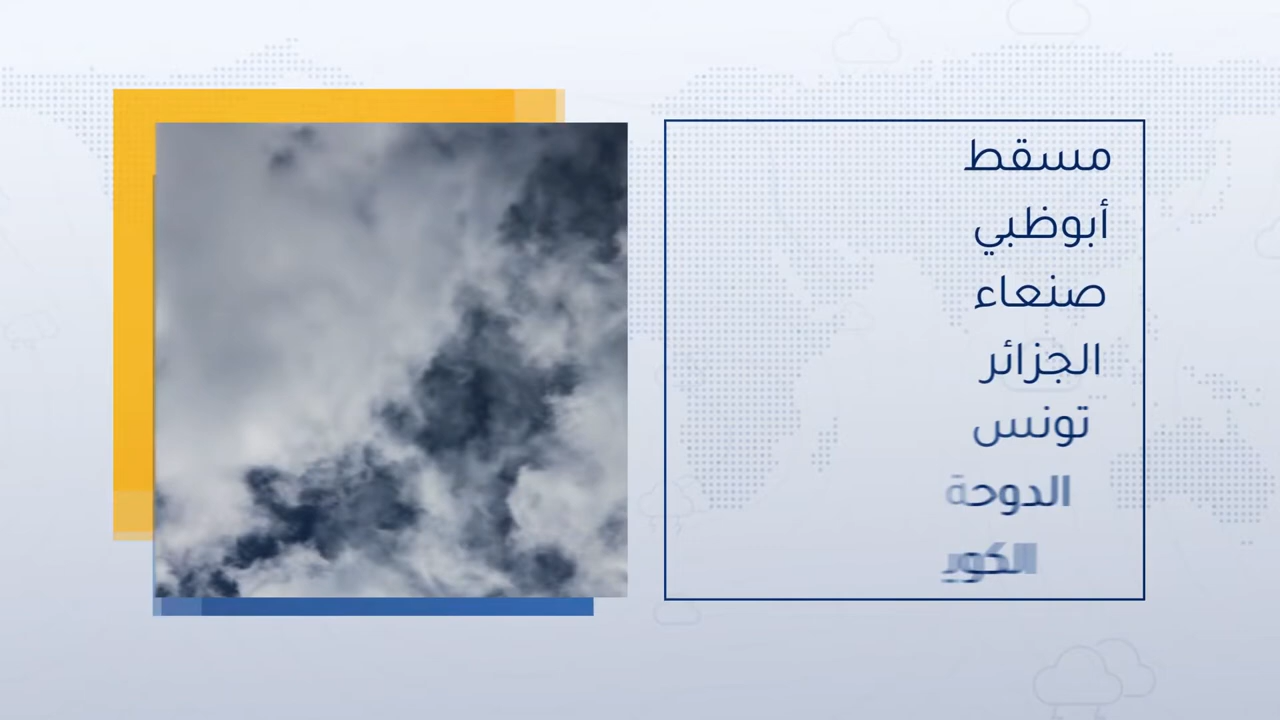 مسقط
أبوظبي
صنعاء
الجزائر
تونس
الدوحة